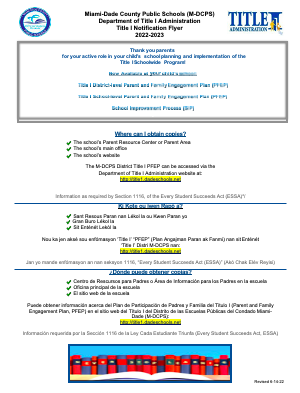 Miami-Dade County Public Schools (M-DCPS)
Department of Title I Administration
Title I Notification Flyer
2022-2023
TITLE I
ADMINISTRATION
Thank you parents
for your active role in your child's school planning and implementation of the
Title I Schoolwide Program!
Now Available at your child's school:
Title I District-level Parent and Family Engagement Plan (PFEP)
Title I School-level Parent and Family Engagement Plan (PFEP)
School Improvement Process (SIP)
Where can I obtain copies?
The school's Parent Resource Center or Parent Area
The school's main office
The school's website
The M-DCPS District Title I PFEP can be accessed via the
Department of Title I Administration website at:
http://title1.dadeschools.net
Information as required by Section 1116, of the Every Student Succeeds Act (ESSA)
Ki Kote ou kwen Rapò a?
Sant Resous Paran nan Lekòl la ou Kwen Paran yo
Gran Buro Lekòl la
Sit Entènèt Lekòl la
Nou ka jwen aksè ak enfòmasyon Title I "PFEP" (Plan Angajman Paran ak Fanmi) nan sit Entènèt
Title I Distri M-DCPS nan:
http://title1.dadeschools.net
Jan yo mande enfòmasyon an nan seksyon 1116, "Every Student Succeeds Act (ESSA)" (Akò Chak Elèv Reyisi)
¿Dónde puede obtener copias?
Centro de Recursos para Padres o Área de Información para los Padres en la escuela
Oficina principal de la escuela
El sitio web de la escuela
Puede obtener información acerca del Plan de Participación de Padres y Familia del Título I (Parent and Family
Engagement Plan, PFEP) en el sitio web del Título I del Distrito de las Escuelas Públicas del Condado Miami-
Dade (M-DCPS):
http://title1.dadeschools.net
Información requerida por la Sección 1116 de la Ley Cada Estudiante Triunfa (Every Student Succeeds Act, ESSA)
Revised 6-14-22